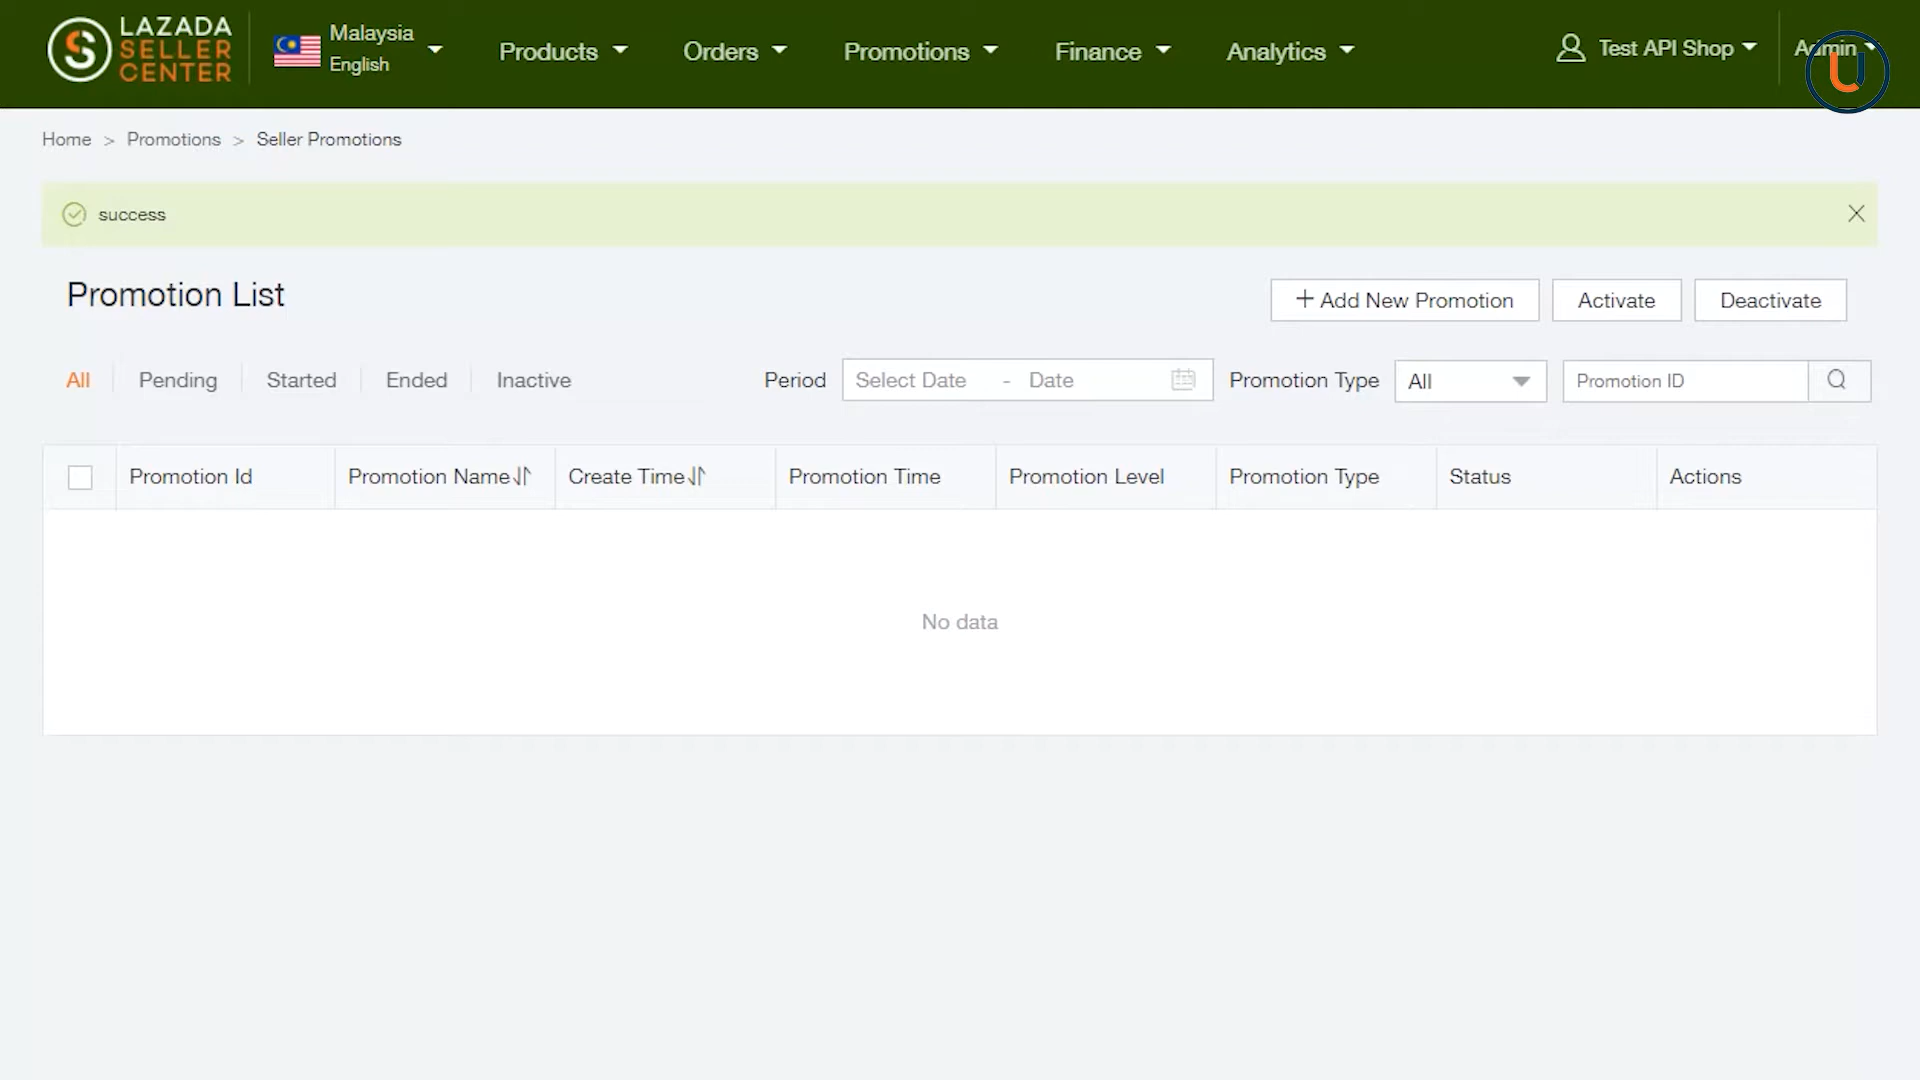 LAZADA
SELLER
CENTER
Malaysia
English
Products
Orders
Promotions
Finance
Analytics
Test API Shop
Admin
Home > Promotions > Seller Promotions
success
Promotion List
+ Add New Promotion
Activate
Deactivate
All
Pending
Started
Ended
Inactive
Period
Select Date - Date
Promotion Type
All
Promotion ID
Promotion Id
Promotion Name
Create Time
Promotion Time
Promotion Level
Promotion Type
Status
Actions
No data